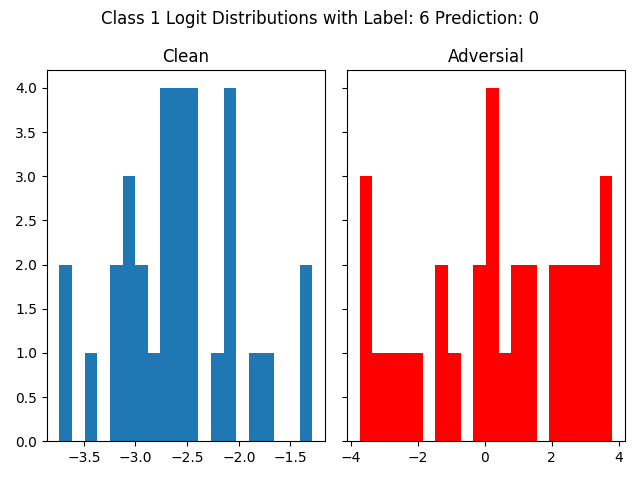 Class 1 Logit Distributions with Label: 6 Prediction: 0
Clean
Adversial
4.0
3.5
3.0
2.5
2.0
1.5
1.0
0.5
0.0
−3.5 −3.0 −2.5 −2.0 −1.5
−4 −2 0 2 4